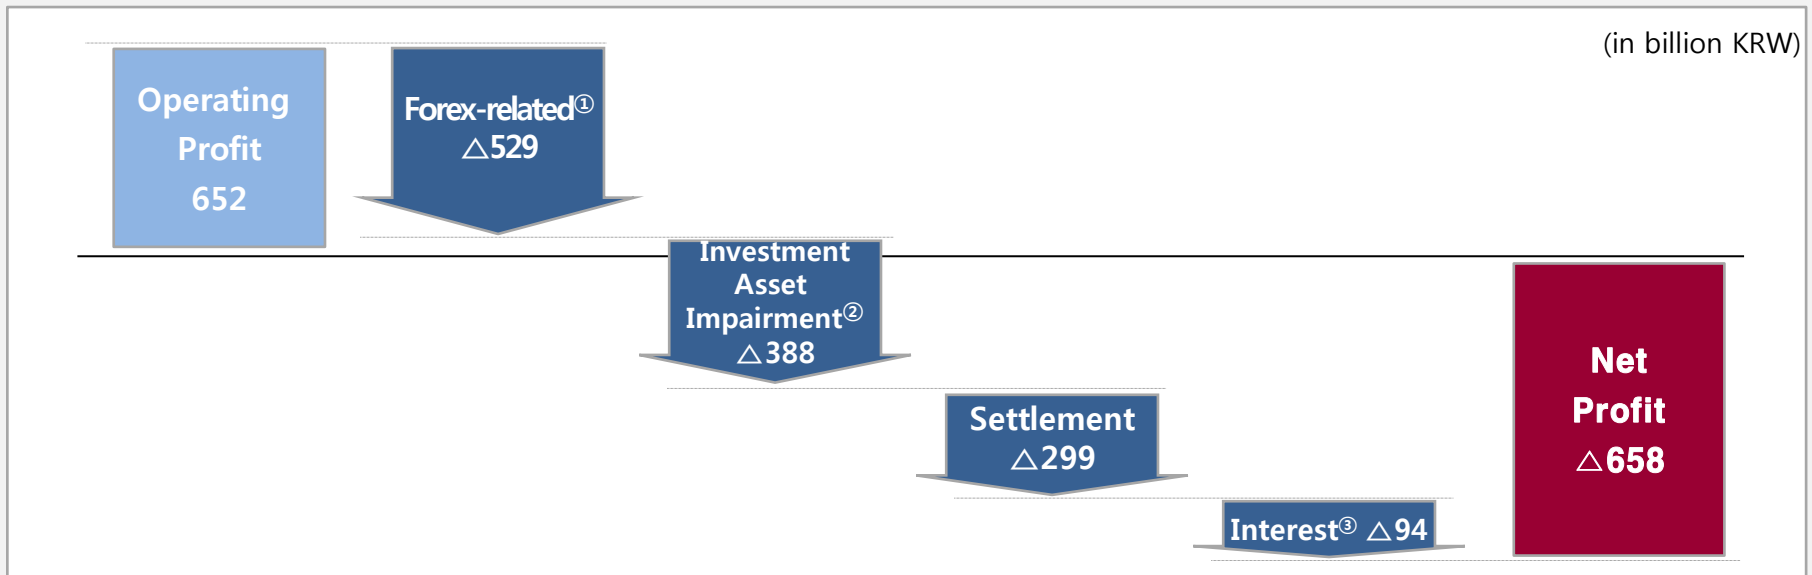 (in billion KRW)
Operating
Profit
652
Forex-related①
△529
Investment
Asset
Impairment②
△388
Settlement
△299
Interest③ △94
Net
Profit
△658